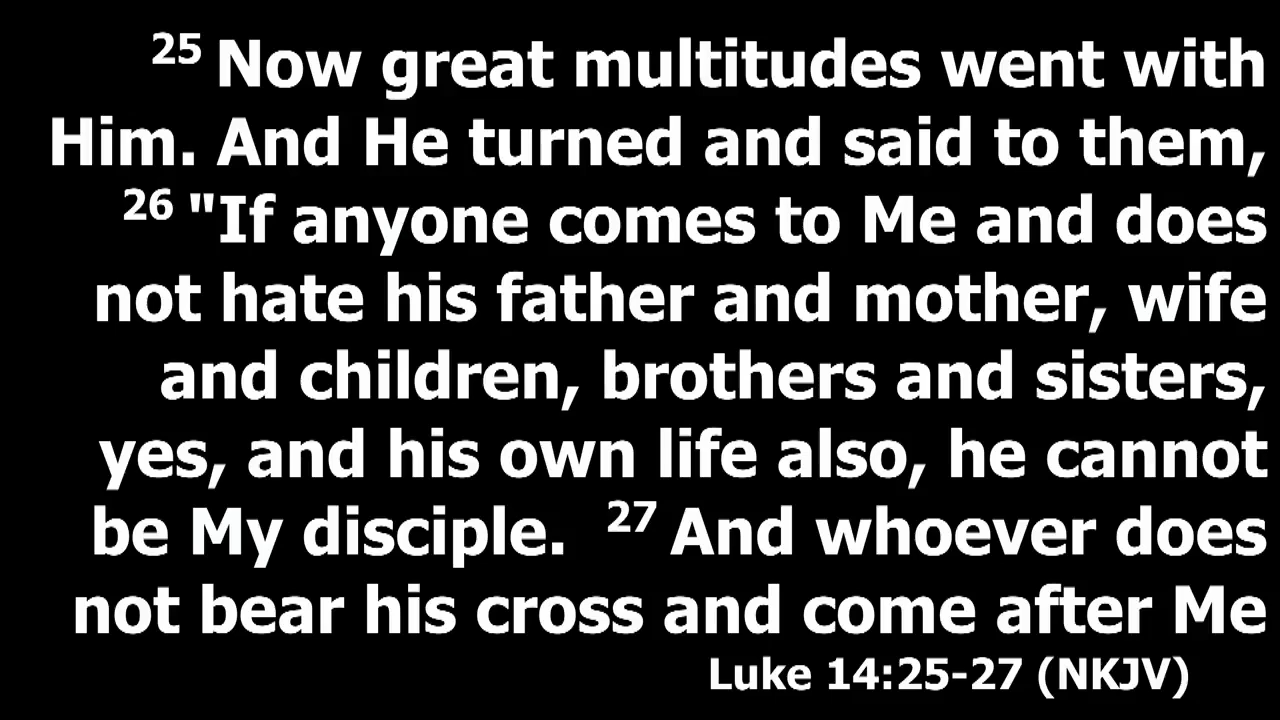 25 Now great multitudes went with
Him. And He turned and said to them,
26 "If anyone comes to Me and does
not hate his father and mother, wife
and children, brothers and sisters,
yes, and his own life also, he cannot
be My disciple. 27 And whoever does
not bear his cross and come after Me
Luke 14:25-27 (NKJV)